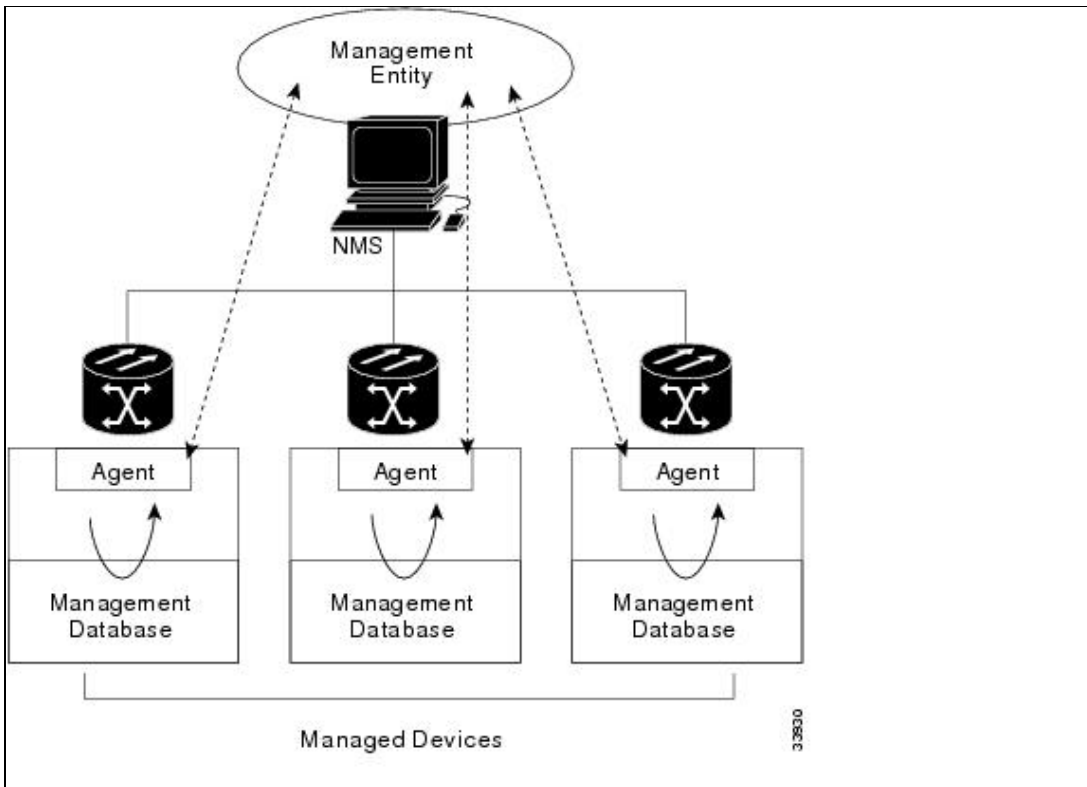 Management
Entity
NMS
Agent
Agent
Agent
Management
Database
Management
Database
Management
Database
Managed Devices
33930